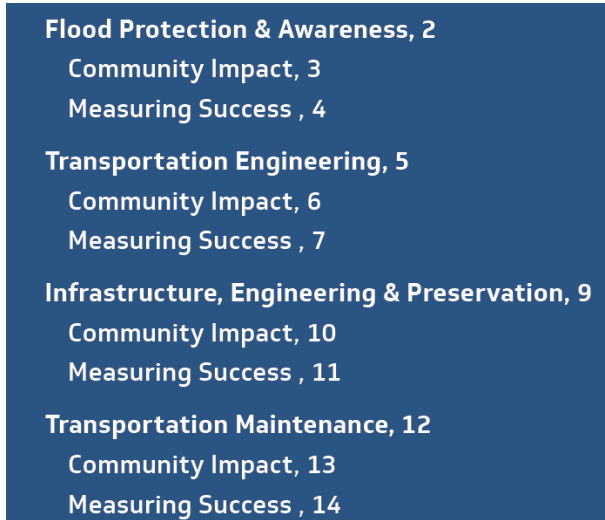 Flood Protection & Awareness, 2
Community Impact, 3
Measuring Success , 4
Transportation Engineering, 5
Community Impact, 6
Measuring Success , 7
Infrastructure, Engineering & Preservation, 9
Community Impact, 10
Measuring Success , 11
Transportation Maintenance, 12
Community Impact, 13
Measuring Success , 14